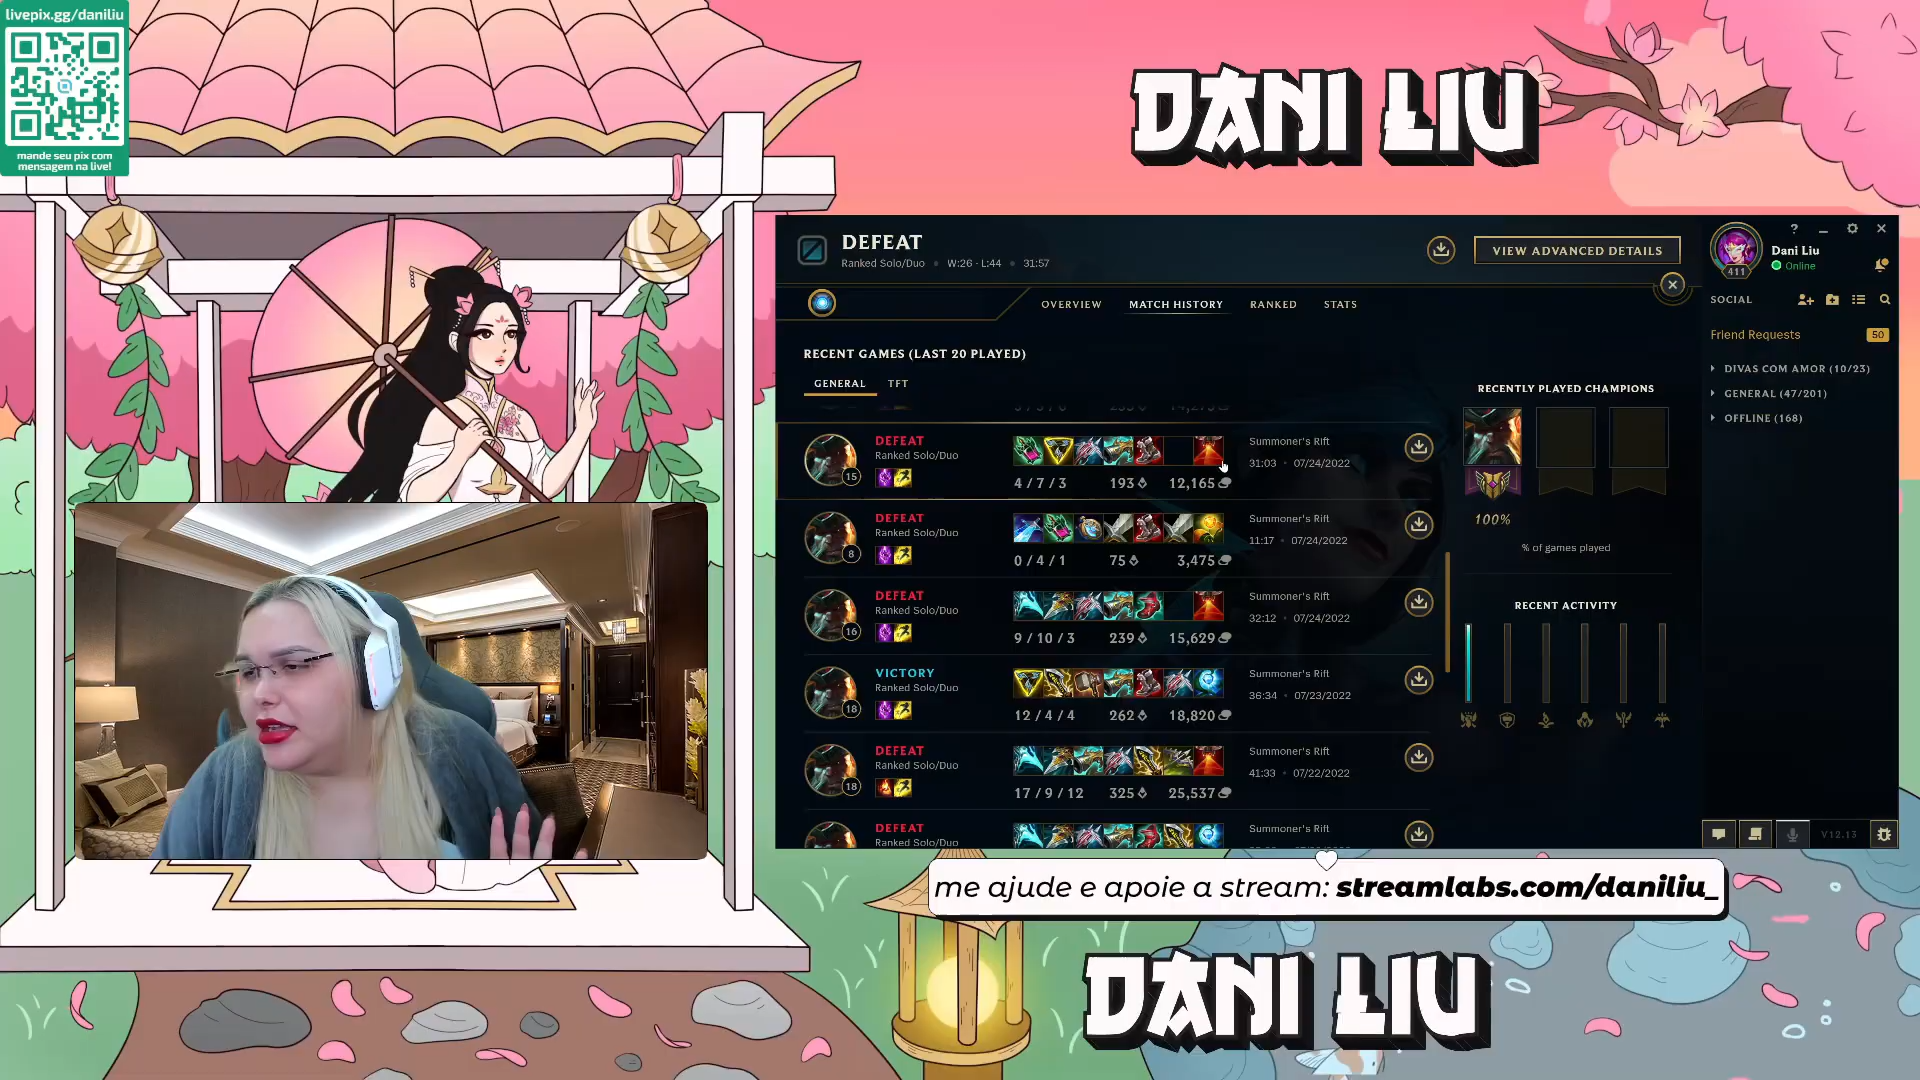 livepix.gg/daniliu
mande seu pix com
mensagem na live!
DANI LIU
DEFEAT
Ranked Solo/Duo • W:26 - L:44 • 31:57
VIEW ADVANCED DETAILS
OVERVIEW MATCH HISTORY RANKED STATS
RECENT GAMES (LAST 20 PLAYED)
GENERAL TFT
DEFEAT
Ranked Solo/Duo
15
4 / 7 / 3 193 12,165
Summoner's Rift
31:03 • 07/24/2022
DEFEAT
Ranked Solo/Duo
8
0 / 4 / 1 75 3,475
Summoner's Rift
11:17 • 07/24/2022
DEFEAT
Ranked Solo/Duo
16
9 / 10 / 3 239 15,629
Summoner's Rift
32:12 • 07/24/2022
VICTORY
Ranked Solo/Duo
18
12 / 4 / 4 262 18,820
Summoner's Rift
36:34 • 07/23/2022
DEFEAT
Ranked Solo/Duo
18
17 / 9 / 12 325 25,537
Summoner's Rift
41:33 • 07/22/2022
DEFEAT
Ranked Solo/Duo
Summoner's Rift
RECENTLY PLAYED CHAMPIONS
100%
% of games played
RECENT ACTIVITY
?
Dani Liu
Online
411
SOCIAL
Friend Requests 50
DIVAS COM AMOR (10/23)
GENERAL (47/201)
OFFLINE (168)
V12.13
me ajude e apoie a stream: streamlabs.com/daniliu_
DANI LIU